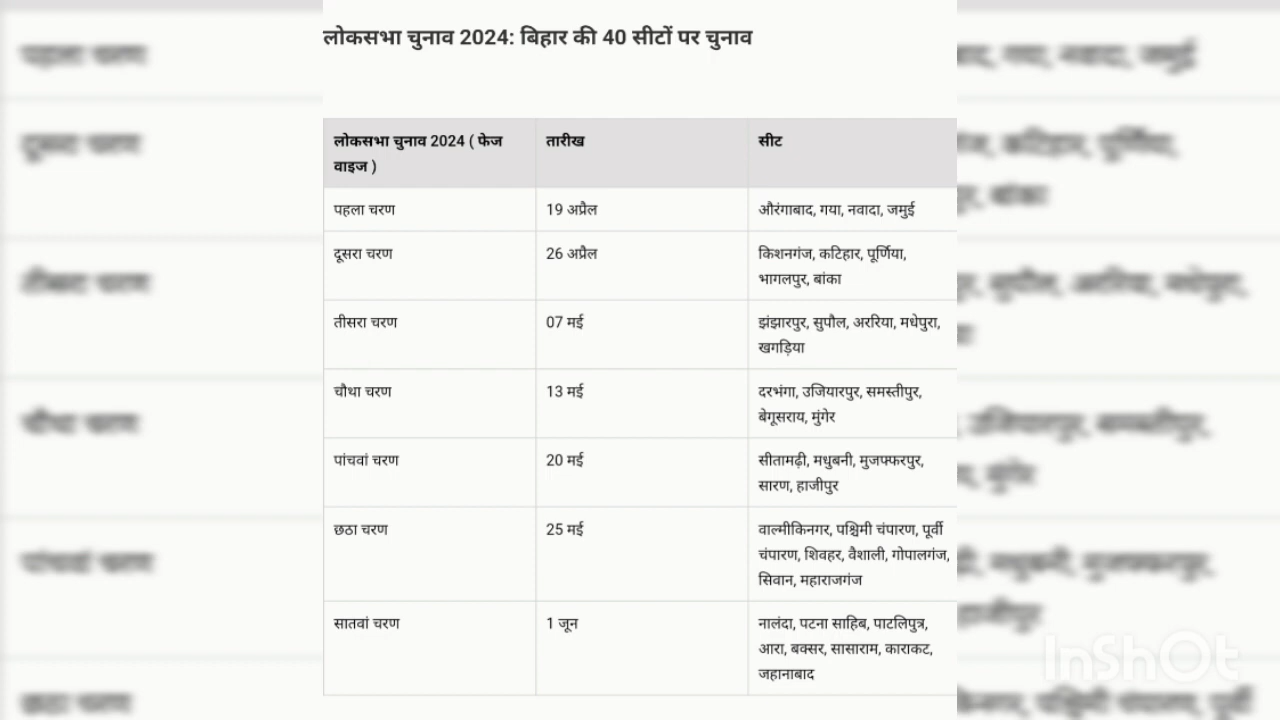 लोकसभा चुनाव 2024: बिहार की 40 सीटों पर चुनाव
लोकसभा चुनाव 2024 ( फेज
वाइज )
तारीख
सीट
पहला चरण
19 अप्रैल
औरंगाबाद, गया, नवादा, जमुई
दूसरा चरण
26 अप्रैल
किशनगंज, कटिहार, पूर्णिया,
भागलपुर, बांका
तीसरा चरण
07 मई
झंझारपुर, सुपौल, अररिया, मधेपुरा,
खगड़िया
चौथा चरण
13 मई
दरभंगा, उजियारपुर, समस्तीपुर,
बेगूसराय, मुंगेर
पांचवां चरण
20 मई
सीतामढ़ी, मधुबनी, मुजफ्फरपुर,
सारण, हाजीपुर
छठा चरण
25 मई
वाल्मीकिनगर, पश्चिमी चंपारण, पूर्वी
चंपारण, शिवहर, वैशाली, गोपालगंज,
सिवान, महाराजगंज
सातवां चरण
1 जून
नालंदा, पटना साहिब, पाटलिपुत्र,
आरा, बक्सर, सासाराम, काराकट,
जहानाबाद
InShOt